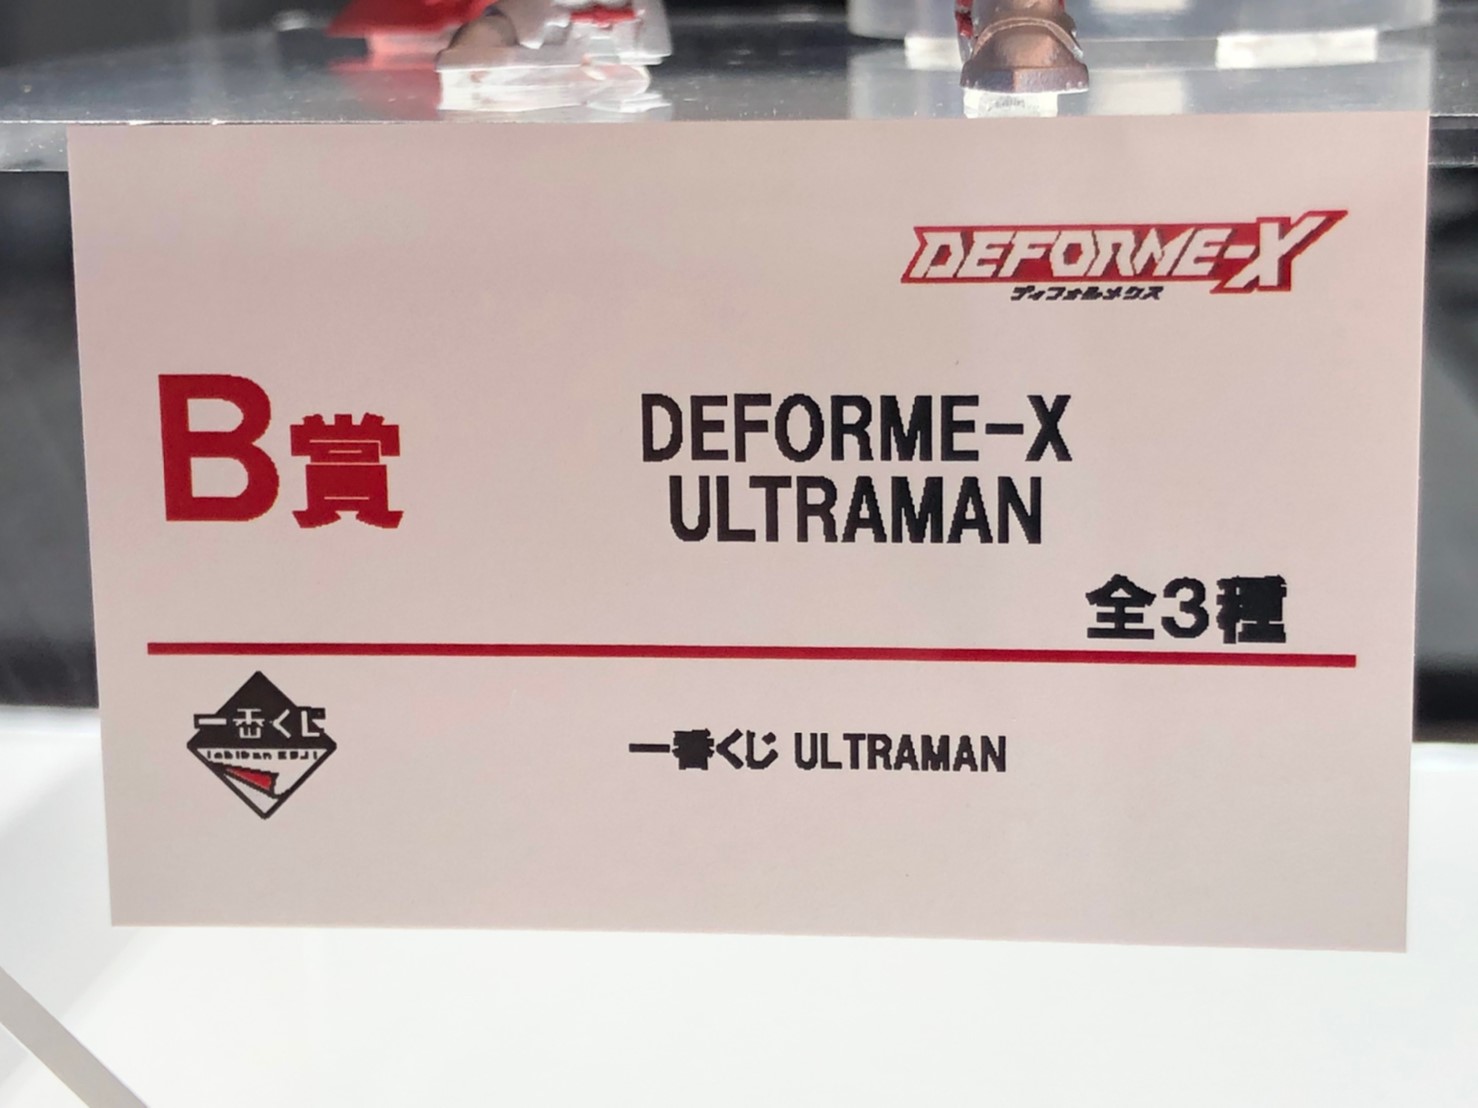 DEFORME-X
ディフォルメクス
B賞
DEFORME-X
ULTRAMAN
全3種
一番くじ
Ichiban KUJI
一番くじ ULTRAMAN